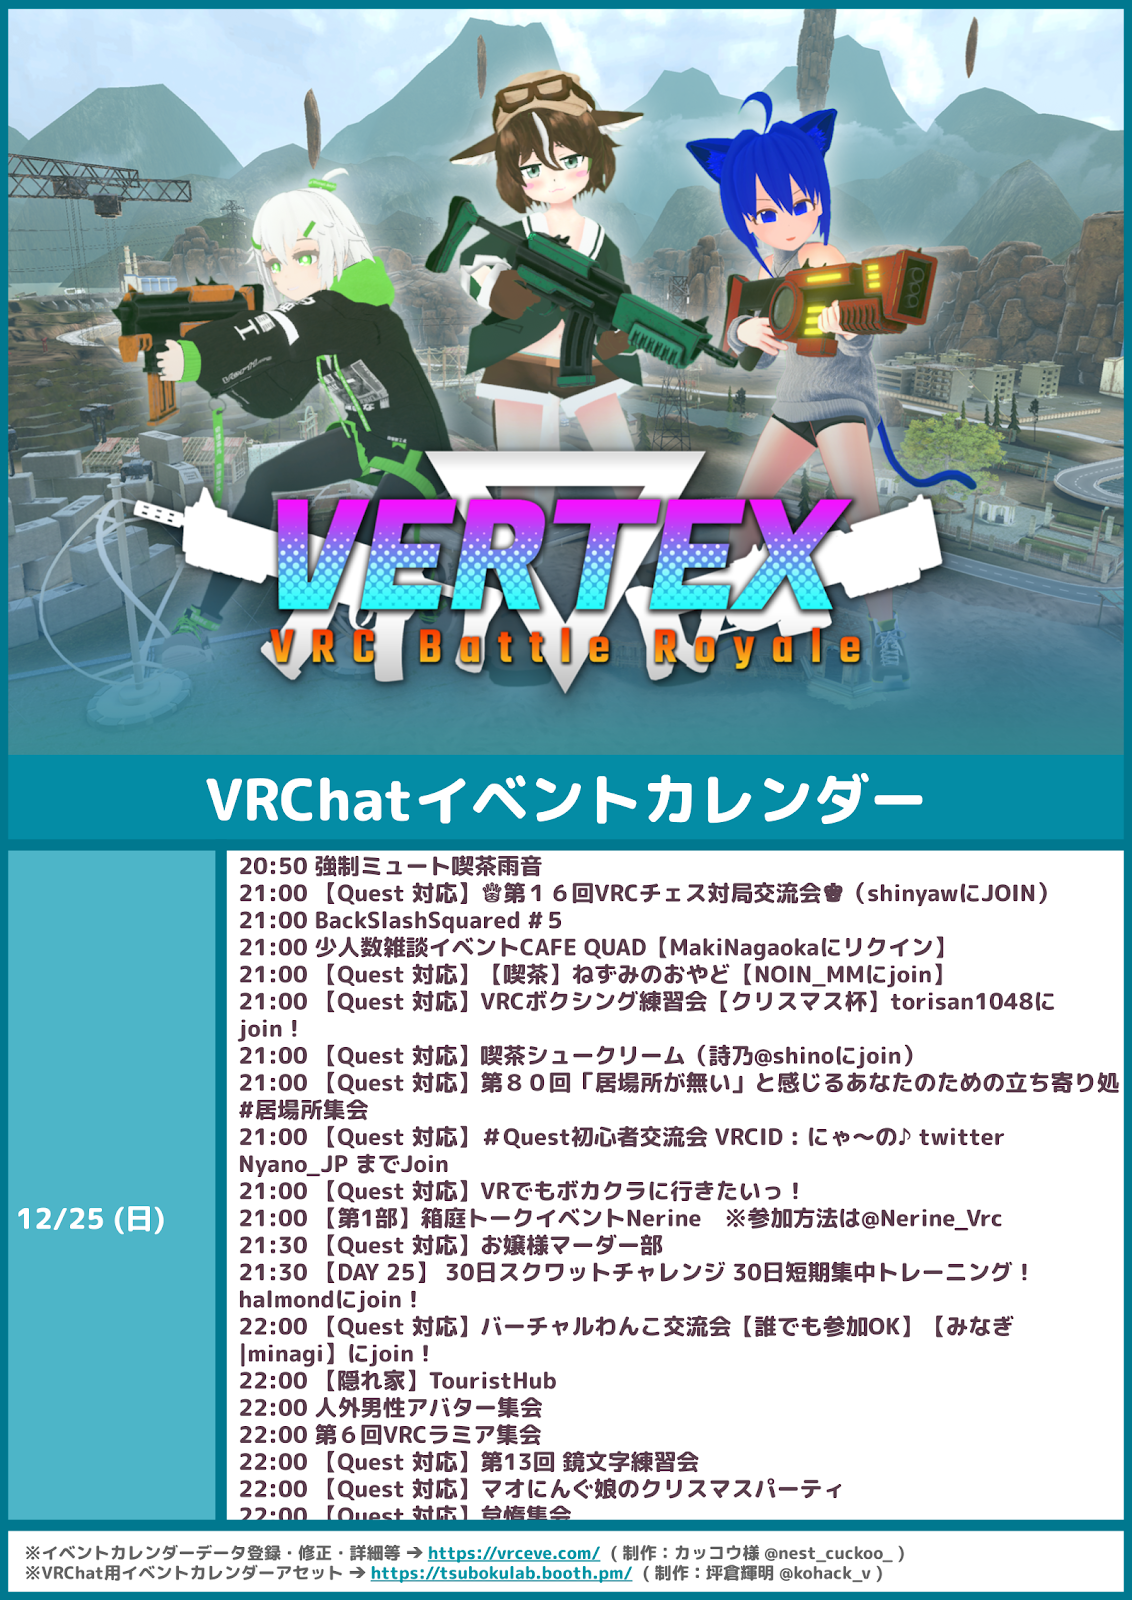 VERTEX
VRC Battle Royale
VRChatイベントカレンダー
12/25 (日)
20:50 強制ミュート喫茶雨音
21:00 【Quest 対応】♕第１６回VRCチェス対局交流会♚（shinyawにJOIN）
21:00 BackSlashSquared #５
21:00 少人数雑談イベントCAFE QUAD【MakiNagaokaにリクイン】
21:00 【Quest 対応】【喫茶】ねずみのおやど【NOIN_MMにjoin】
21:00 【Quest 対応】VRCボクシング練習会【クリスマス杯】torisan1048に
join！
21:00 【Quest 対応】喫茶シュークリーム（詩乃@shinoにjoin）
21:00 【Quest 対応】第８０回「居場所が無い」と感じるあなたのための立ち寄り処
#居場所集会
21:00 【Quest 対応】＃Quest初心者交流会 VRCID：にゃ～の♪ twitter
Nyano_JP までJoin
21:00 【Quest 対応】VRでもボカクラに行きたいっ！
21:00 【第1部】箱庭トークイベントNerine　※参加方法は@Nerine_Vrc
21:30 【Quest 対応】お嬢様マーダー部
21:30 【DAY 25】 30日スクワットチャレンジ 30日短期集中トレーニング！
halmondにjoin！
22:00 【Quest 対応】バーチャルわんこ交流会【誰でも参加OK】【みなぎ
|minagi】にjoin！
22:00 【隠れ家】TouristHub
22:00 人外男性アバター集会
22:00 第６回VRCラミア集会
22:00 【Quest 対応】第13回 鏡文字練習会
22:00 【Quest 対応】マオにんぐ娘のクリスマスパーティ
22:00 【Quest 対応】怠惰集会
※イベントカレンダーデータ登録・修正・詳細等 ➔ https://vrceve.com/ ( 制作：カッコウ様 @nest_cuckoo_ )
※VRChat用イベントカレンダーアセット ➔ https://tsubokulab.booth.pm/ ( 制作：坪倉輝明 @kohack_v )